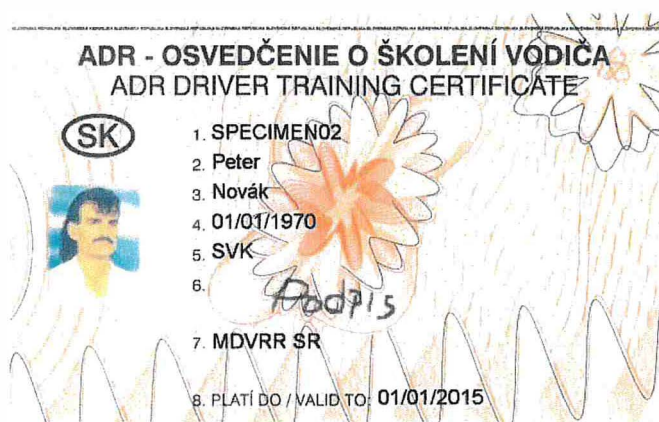 ADR - OSVEDČENIE O ŠKOLENÍ VODIČA
ADR DRIVER TRAINING CERTIFICATE
SK
1. SPECIMEN02
2. Peter
3. Novák
4. 01/01/1970
5. SVK
6. Podpis
7. MDVRR SR
8. PLATÍ DO / VALID TO: 01/01/2015